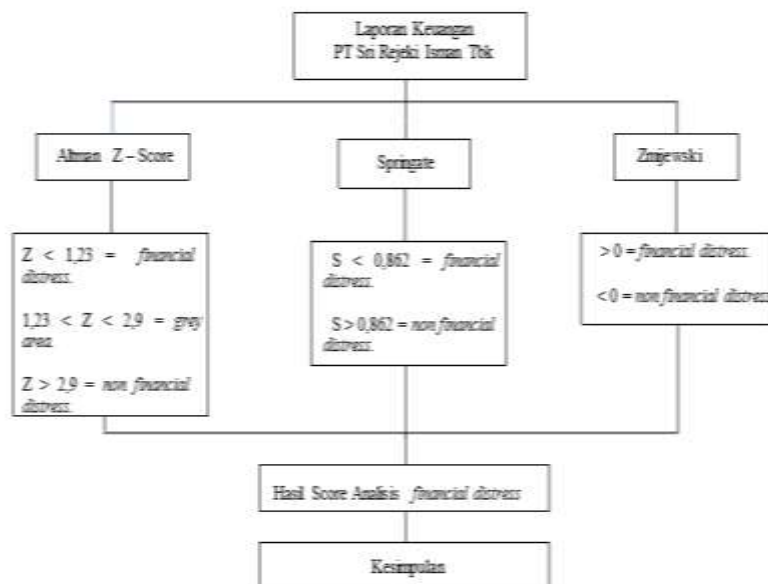 Laporan Keuangan
PT Sri Rejeki Isman Tbk
Altman Z – Score
Springate
Zmijewski
Z < 1,23 = financial
distress.
1,23 < Z < 2,9 = grey
area.
Z > 2,9 = non financial
distress.
S < 0,862 = financial
distress.
S > 0,862 = non financial
distress.
> 0 = financial distress.
< 0 = non financial distress
Hasil Score Analisis financial distress
Kesimpulan